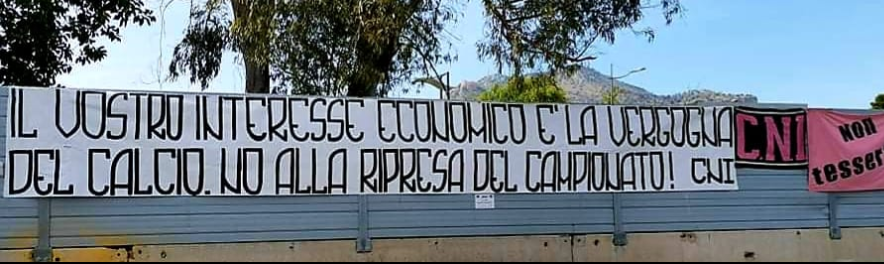 IL VOSTRO INTERESSE ECONOMICO E' LA VERGOGNA
DEL CALCIO. NO ALLA RIPRESA DEL CAMPIONATO! CNI
C.N.I
NON
tesser